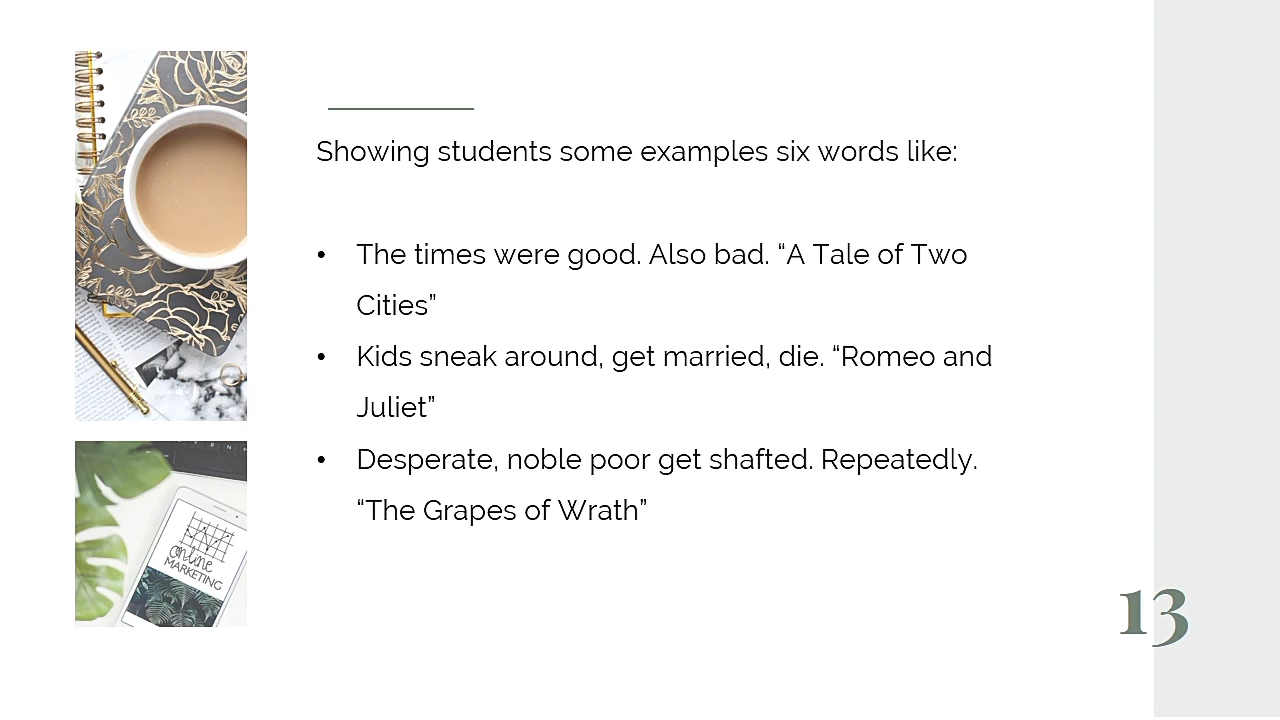 Showing students some examples six words like:
• The times were good. Also bad. “A Tale of Two
Cities”
• Kids sneak around, get married, die. “Romeo and
Juliet”
• Desperate, noble poor get shafted. Repeatedly.
“The Grapes of Wrath”
online
MARKETING
13